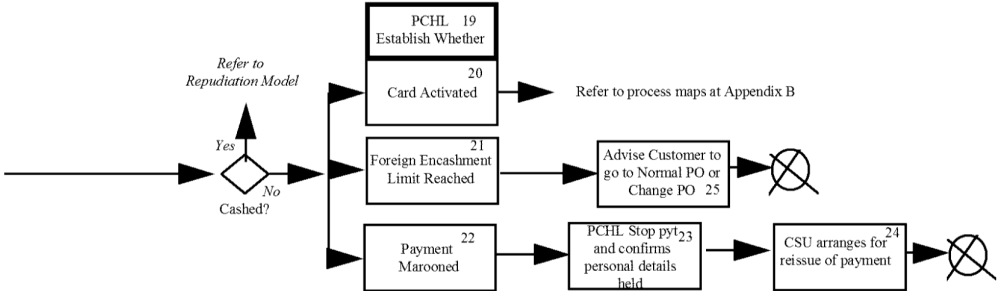 PCHL 19
Establish Whether
Refer to
Repudiation Model
20
Card Activated
Refer to process maps at Appendix B
Yes
No
Cashed?
21
Foreign Encashment
Limit Reached
Advise Customer to
go to Normal PO or
Change PO 25
22
Payment
Marooned
PCHL Stop pyt 23
and confirms
personal details
held
24
CSU arranges for
reissue of payment